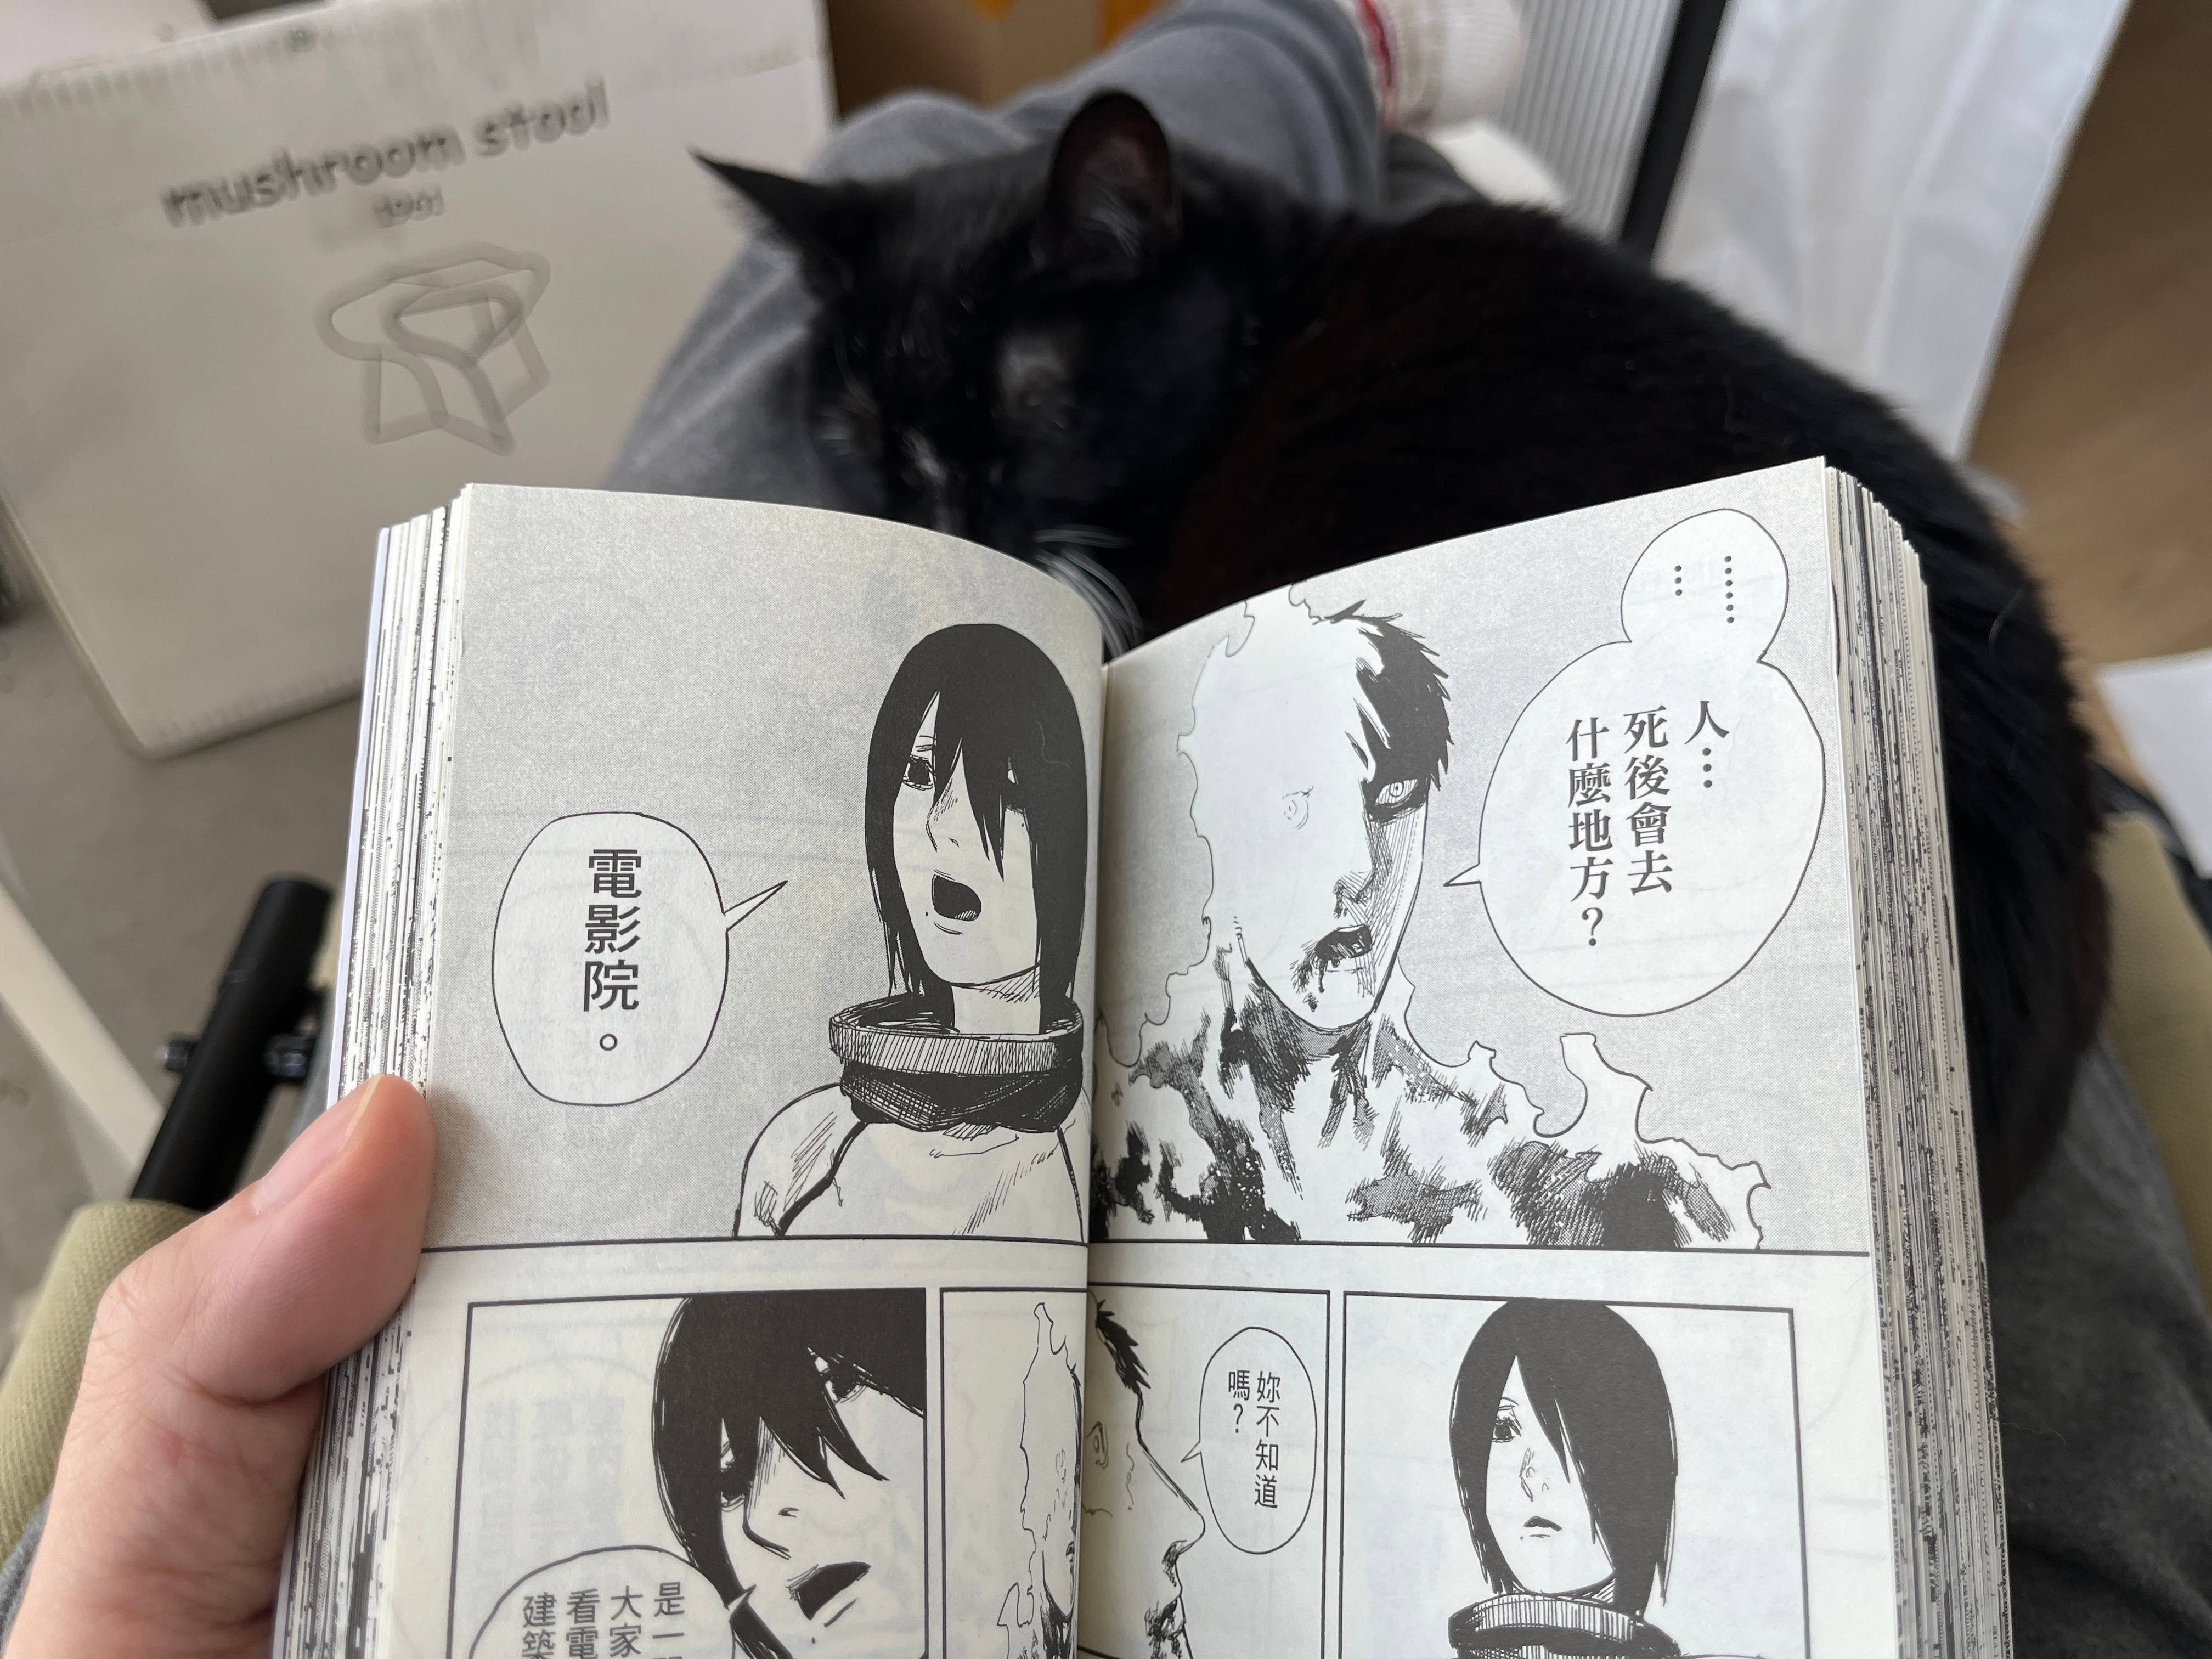 mushroom stool
1961
……
…
人…
死後會去
什麼地方？
電影院。
妳不知道
嗎？
是一
大家
看電
建築